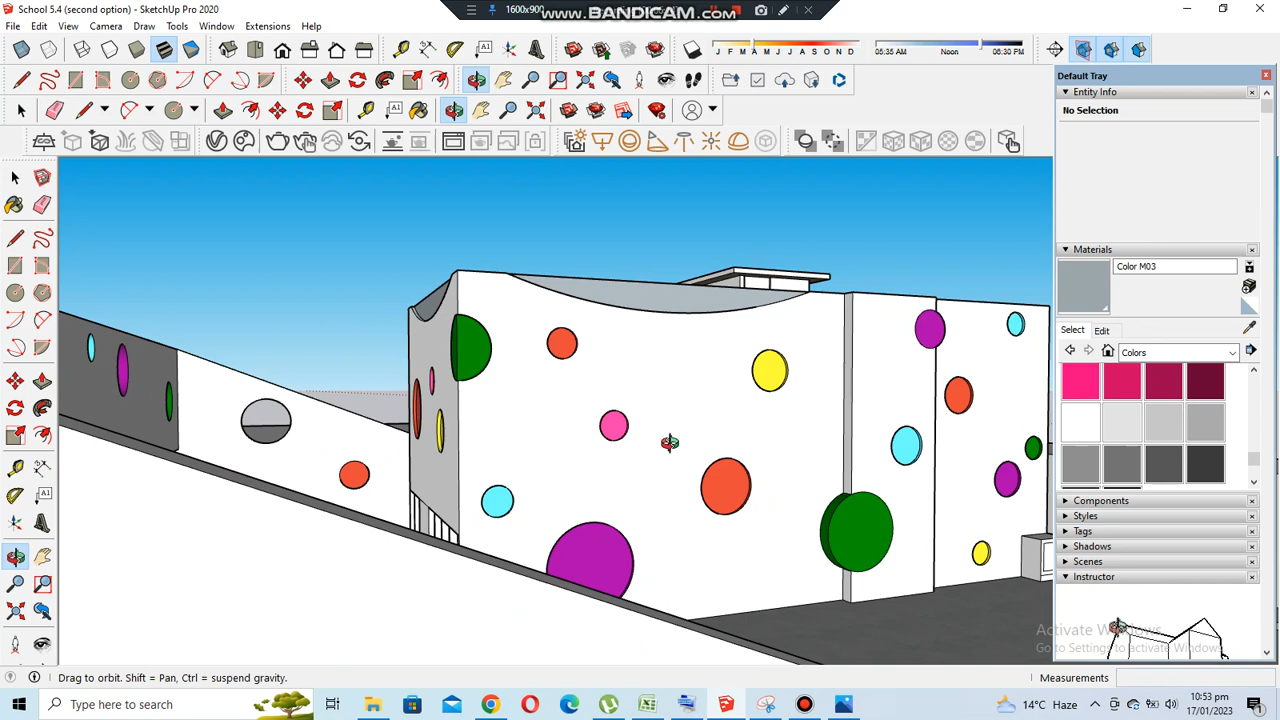 School 5.4 (second option) - SketchUp Pro 2020
1600x900
www.BANDICAM.com
File Edit View Camera Draw Tools Window Extensions Help
J F M A M J J A S O N D
05:35 AM Noon 06:30 PM
Default Tray
Entity Info
No Selection
Materials
Color M03
Select Edit
Colors
Components
Styles
Tags
Shadows
Scenes
Instructor
Activate Windows
Go to Settings to activate Windows.
Drag to orbit. Shift = Pan, Ctrl = suspend gravity.
Measurements
Type here to search
14°C Haze
10:53 pm
17/01/2023
1